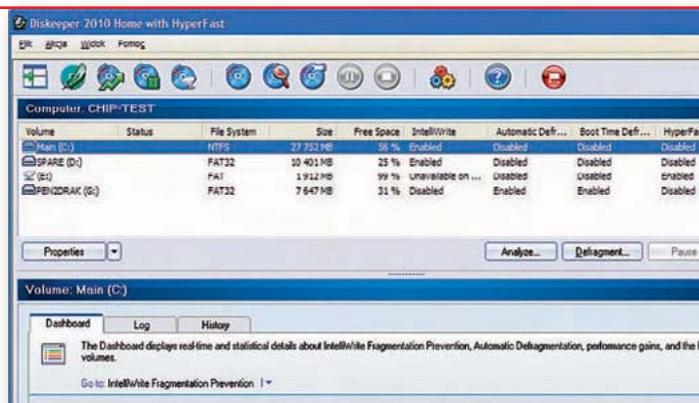 Diskeeper 2010 Home with HyperFast
Plik Akcja Widok Pomoc
Computer: CHIP-TEST
Volume Status File System Size Free Space IntelliWrite Automatic Defr... Boot Time Defr... HyperFa
Main (C:) NTFS 27 752 MB 56 % Enabled Disabled Disabled Disabled
SPARE (D:) FAT32 10 401 MB 25 % Enabled Disabled Disabled Disabled
(E:) FAT 1 912 MB 99 % Unavailable on ... Disabled Disabled Enabled
PEN2DRAK (G:) FAT32 7 647 MB 31 % Disabled Enabled Enabled Disabled
Properties Analyze... Defragment... Pause
Volume: Main (C:)
Dashboard Log History
The Dashboard displays real-time and statistical details about IntelliWrite Fragmentation Prevention, Automatic Defragmentation, performance gains, and the
volumes.
Go to: IntelliWrite Fragmentation Prevention